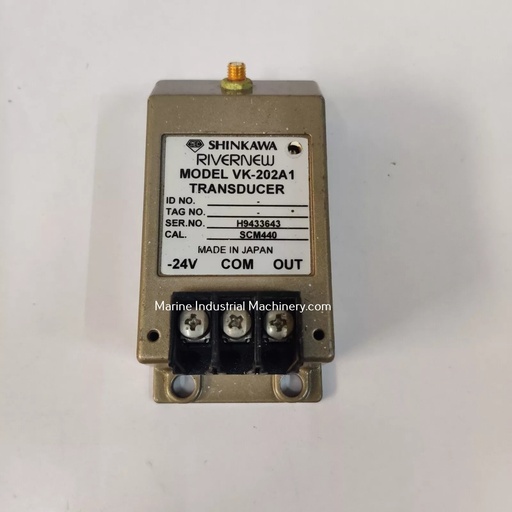 SHINKAWA
RIVERNEW
MODEL VK-202A1
TRANSDUCER
ID NO. -
TAG NO. - -
SER.NO. H9433643
CAL. SCM440
MADE IN JAPAN
-24V COM OUT
Marine Industrial Machinery.com